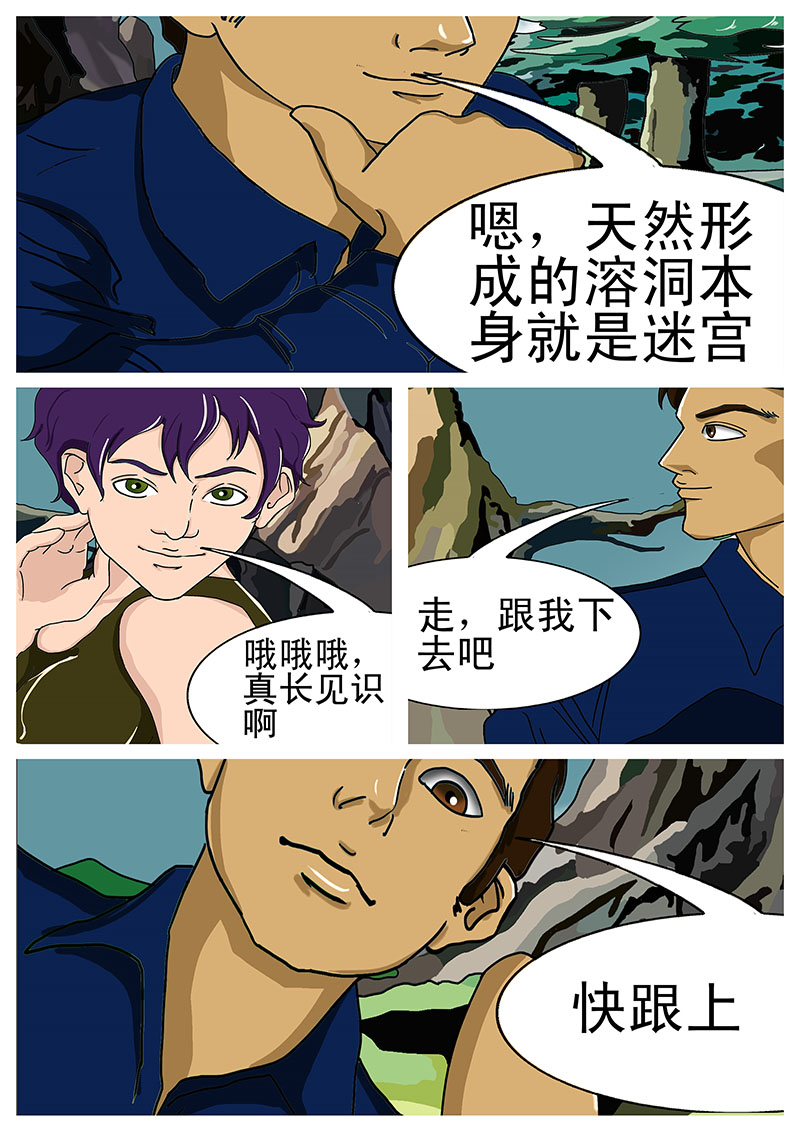 嗯，天然形
成的溶洞本
身就是迷宫
哦哦哦，
真长见识
啊
走，跟我下
去吧
快跟上